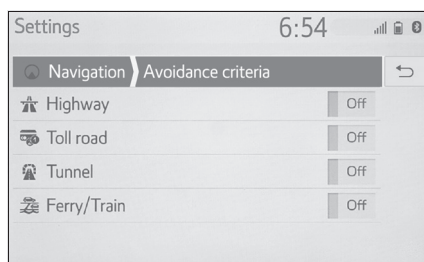 Settings 6:54
Navigation Avoidance criteria
Highway Off
Toll road Off
Tunnel Off
Ferry/Train Off